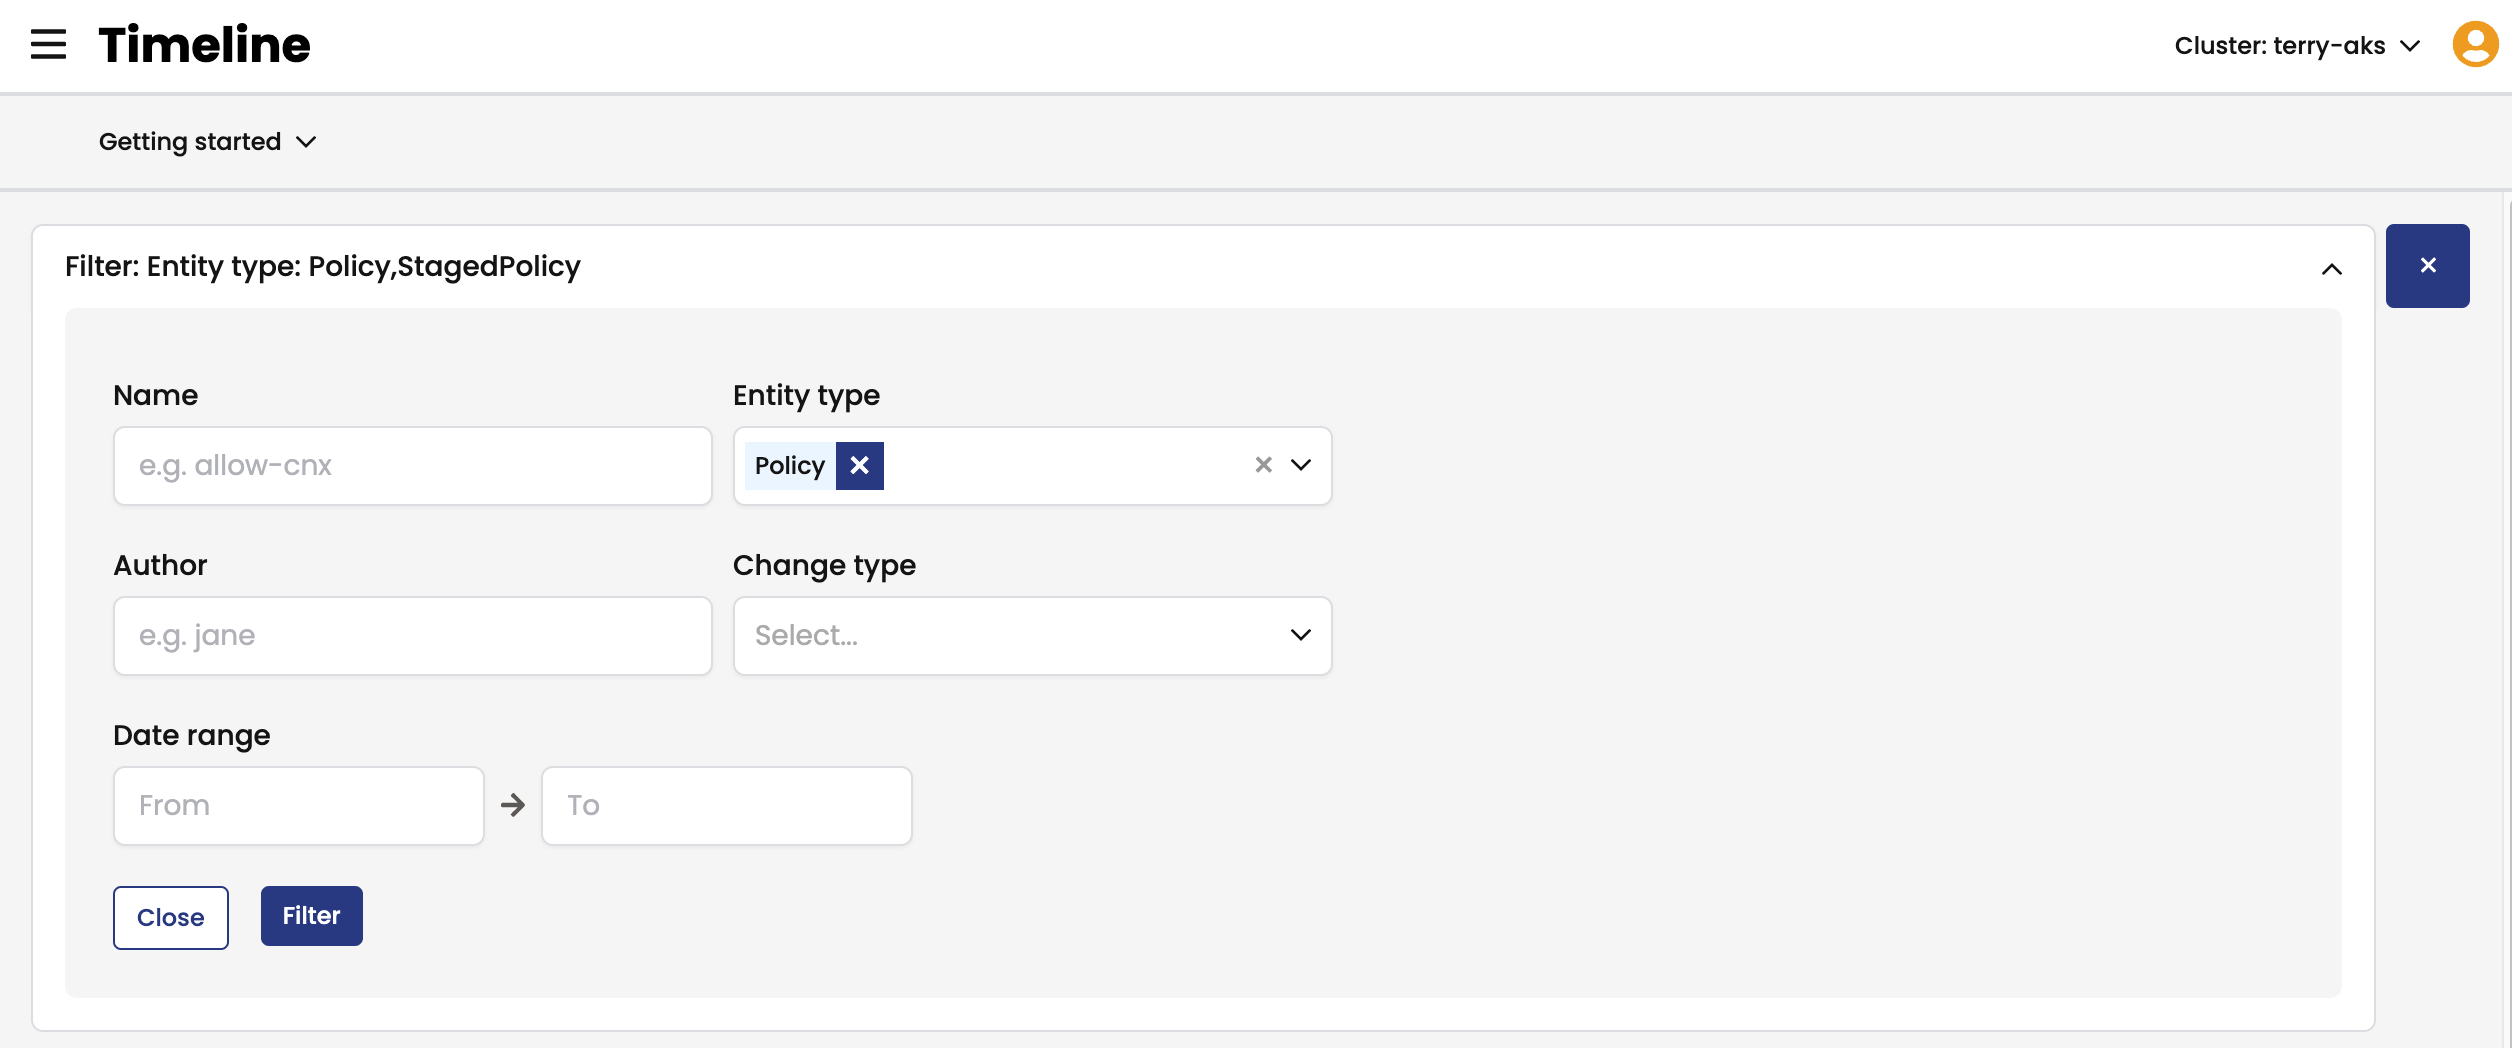 Timeline
Cluster: terry-aks
Getting started
Filter: Entity type: Policy,StagedPolicy
Name
Entity type
e.g. allow-cnx
Policy
Author
Change type
e.g. jane
Select...
Date range
From
To
Close
Filter